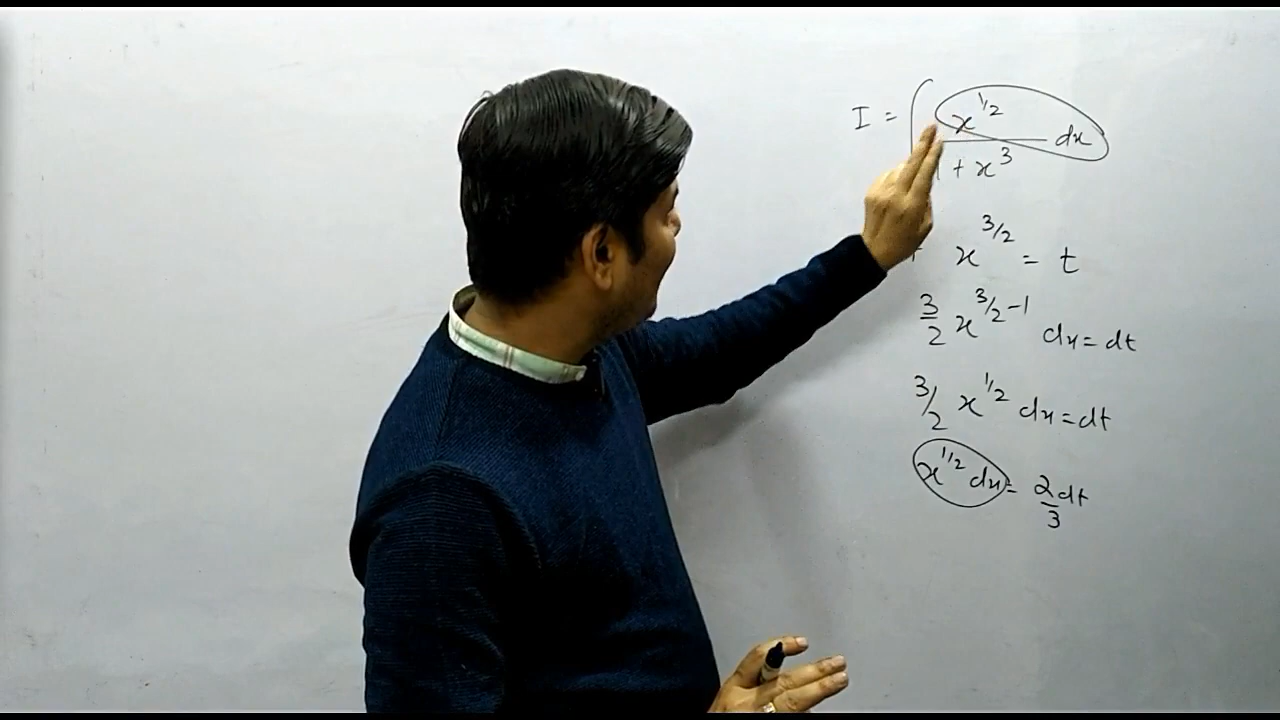 I = ∫ x^{1/2} / 1 + x^3 dx
x^{3/2} = t
3/2 x^{3/2 - 1} dx = dt
3/2 x^{1/2} dx = dt
x^{1/2} dx = 2/3 dt